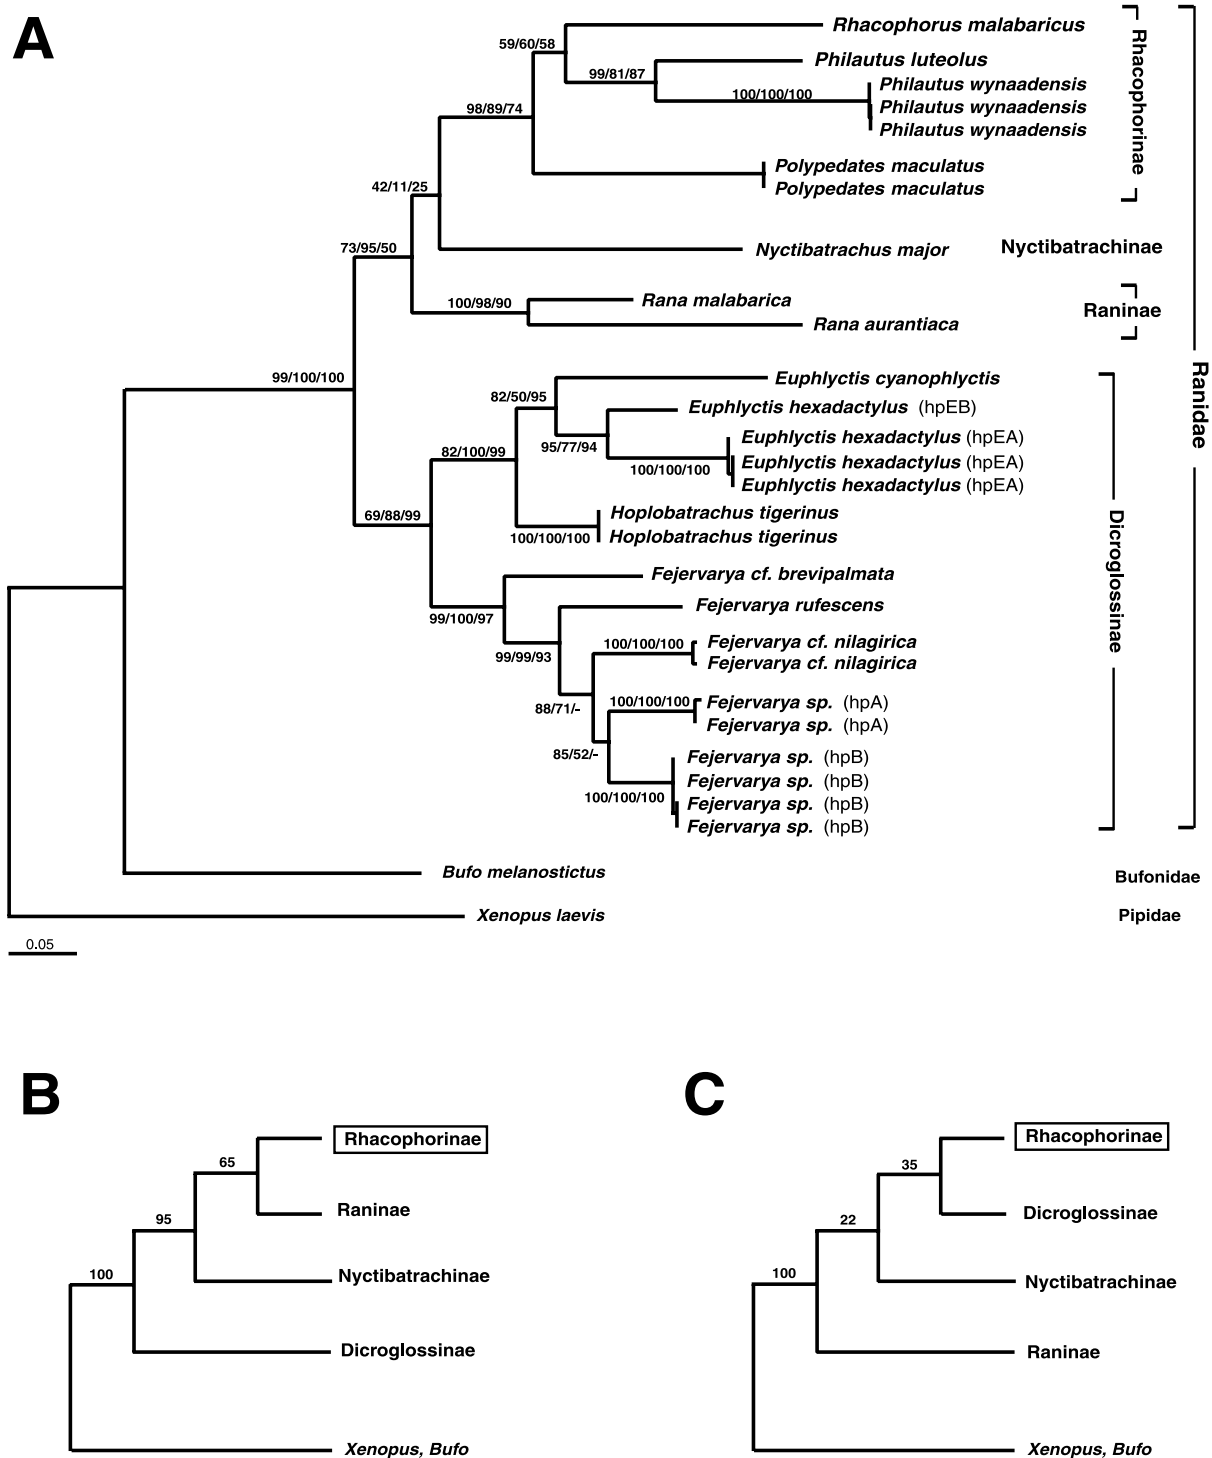 A
Rhacophorus malabaricus
59/60/58
Philautus luteolus
99/81/87
Philautus wynaadensis
100/100/100
Philautus wynaadensis
Philautus wynaadensis
98/89/74
Rhacophorinae
Polypedates maculatus
Polypedates maculatus
42/11/25
73/95/50
Nyctibatrachus major
Nyctibatrachinae
Rana malabarica
100/98/90
Raninae
Rana aurantiaca
99/100/100
Ranidae
Euphlyctis cyanophlyctis
82/50/95
Euphlyctis hexadactylus (hpEB)
Euphlyctis hexadactylus (hpEA)
95/77/94
82/100/99
Euphlyctis hexadactylus (hpEA)
100/100/100
Euphlyctis hexadactylus (hpEA)
69/88/99
Hoplobatrachus tigerinus
100/100/100
Hoplobatrachus tigerinus
Dicroglossinae
Fejervarya cf. brevipalmata
Fejervarya rufescens
99/100/97
Fejervarya cf. nilagirica
100/100/100
99/99/93
Fejervarya cf. nilagirica
100/100/100
Fejervarya sp. (hpA)
88/71/-
Fejervarya sp. (hpA)
85/52/-
Fejervarya sp. (hpB)
Fejervarya sp. (hpB)
100/100/100
Fejervarya sp. (hpB)
Fejervarya sp. (hpB)
Bufo melanostictus
Bufonidae
Xenopus laevis
Pipidae
0.05
B
Rhacophorinae
65
Raninae
95
Nyctibatrachinae
100
Dicroglossinae
Xenopus, Bufo
C
Rhacophorinae
35
Dicroglossinae
22
Nyctibatrachinae
100
Raninae
Xenopus, Bufo